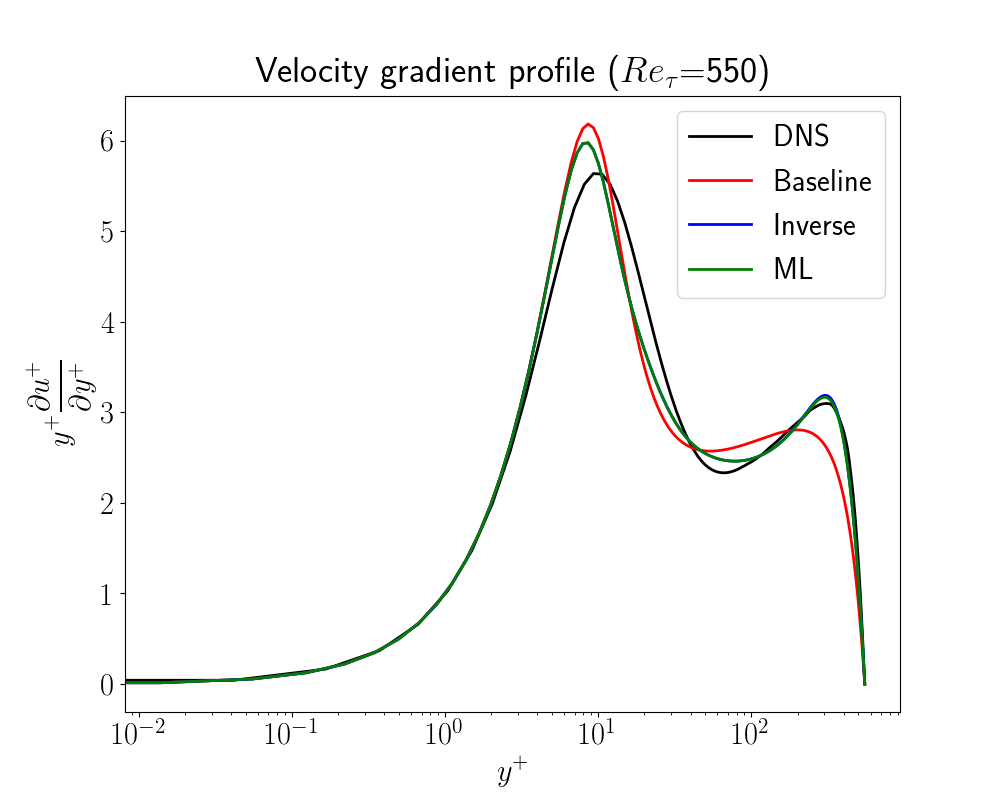 Velocity gradient profile (Re_τ=550)
DNS
Baseline
Inverse
ML
6
5
4
3
2
1
0
y⁺ ∂u⁺/∂y⁺
10⁻² 10⁻¹ 10⁰ 10¹ 10²
y⁺